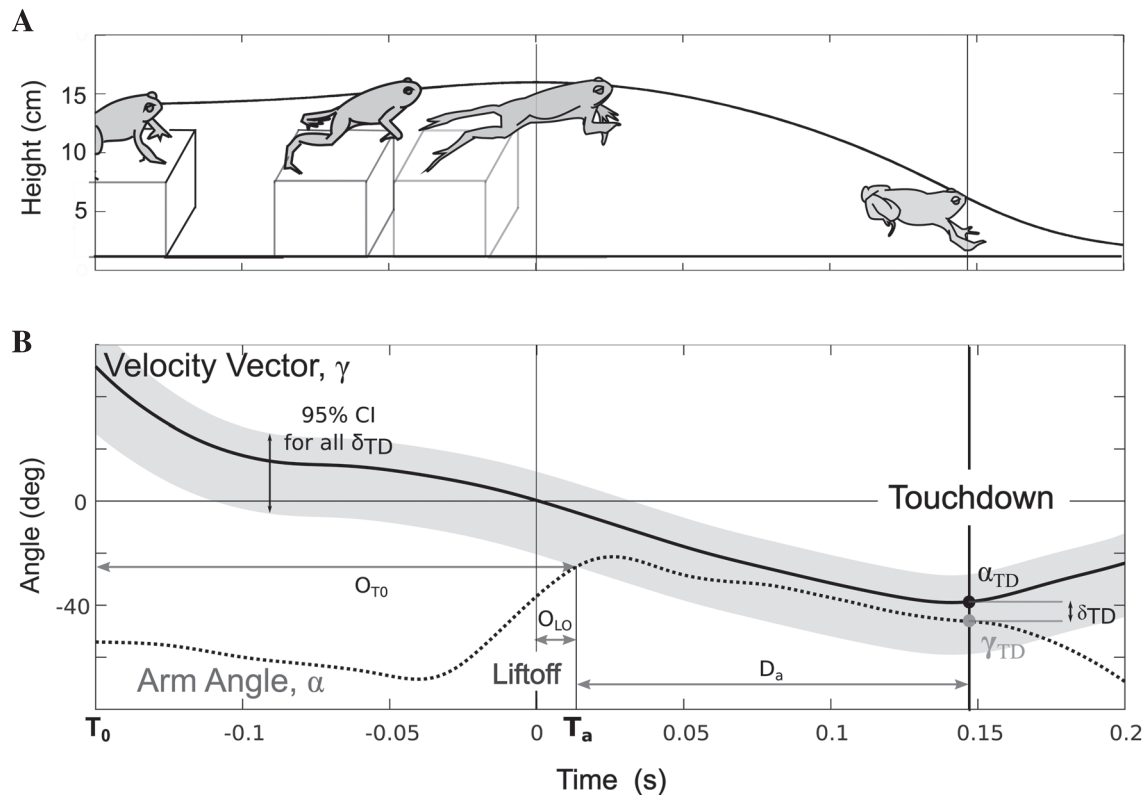 A
Height (cm)
15
10
5
B
Velocity Vector, γ
95% CI
for all δTD
Angle (deg)
0
-40
Touchdown
αTD
δTD
γTD
OT0
OLO
Liftoff
Da
Arm Angle, α
T0
-0.1
-0.05
0
Ta
0.05
0.1
0.15
0.2
Time (s)